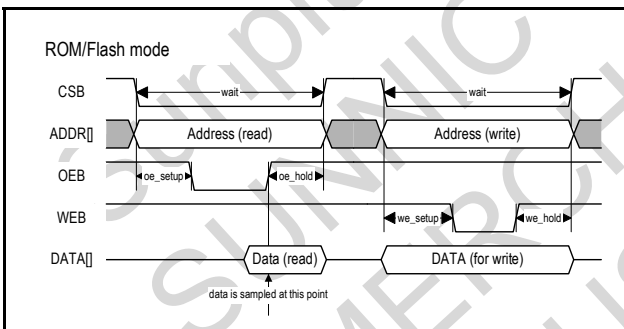 ROM/Flash mode
CSB wait wait
ADDR[] Address (read) Address (write)
OEB oe_setup oe_hold
WEB we_setup we_hold
DATA[] Data (read) DATA (for write)
data is sampled at this point
SUNNIC